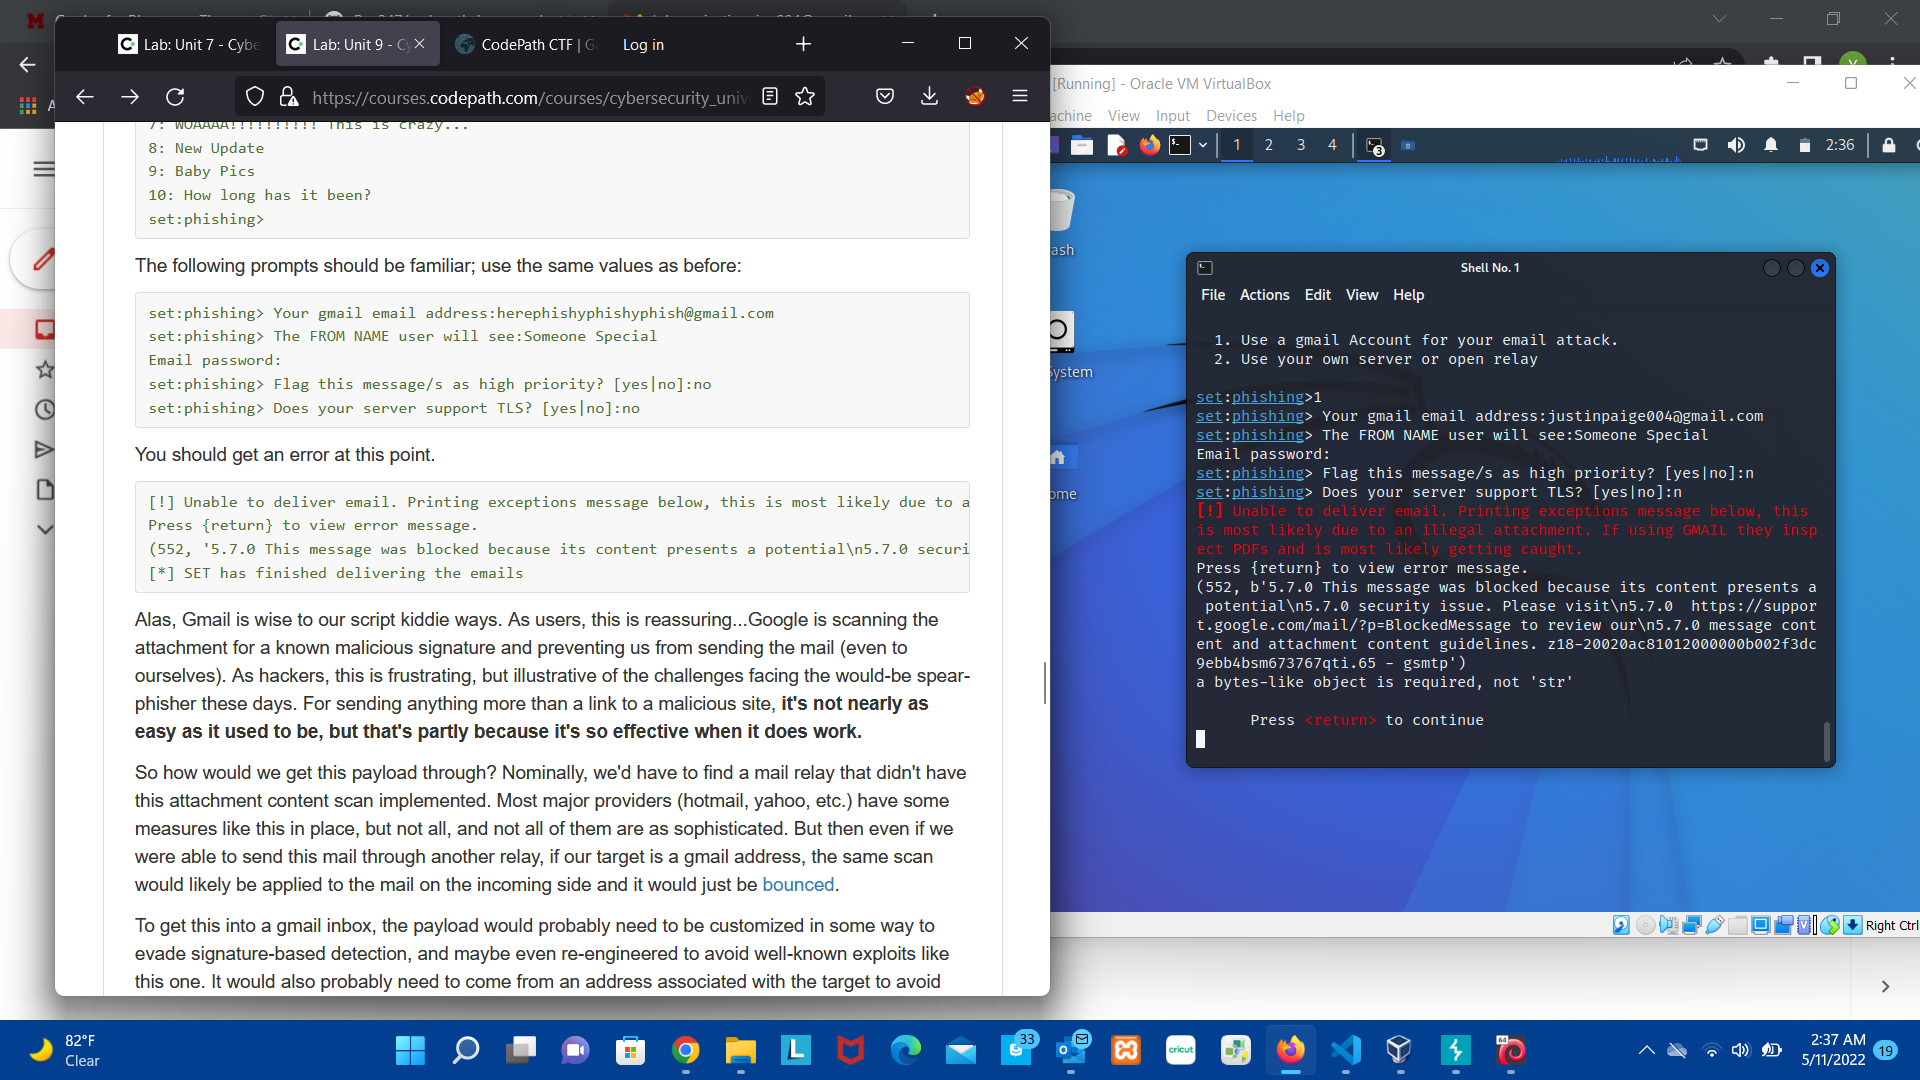 Lab: Unit 7 - Cybe
Lab: Unit 9 - Cy
CodePath CTF | G
Log in
https://courses.codepath.com/courses/cybersecurity_univ
7: WOAAAA!!!!!!!!!! This is crazy...
8: New Update
9: Baby Pics
10: How long has it been?
set:phishing>
The following prompts should be familiar; use the same values as before:
set:phishing> Your gmail email address:herephishyphishyphish@gmail.com
set:phishing> The FROM NAME user will see:Someone Special
Email password:
set:phishing> Flag this message/s as high priority? [yes|no]:no
set:phishing> Does your server support TLS? [yes|no]:no
You should get an error at this point.
[!] Unable to deliver email. Printing exceptions message below, this is most likely due to a
Press {return} to view error message.
(552, '5.7.0 This message was blocked because its content presents a potential\n5.7.0 securi
[*] SET has finished delivering the emails
Alas, Gmail is wise to our script kiddie ways. As users, this is reassuring...Google is scanning the
attachment for a known malicious signature and preventing us from sending the mail (even to
ourselves). As hackers, this is frustrating, but illustrative of the challenges facing the would-be spear-
phisher these days. For sending anything more than a link to a malicious site, it's not nearly as
easy as it used to be, but that's partly because it's so effective when it does work.
So how would we get this payload through? Nominally, we'd have to find a mail relay that didn't have
this attachment content scan implemented. Most major providers (hotmail, yahoo, etc.) have some
measures like this in place, but not all, and not all of them are as sophisticated. But then even if we
were able to send this mail through another relay, if our target is a gmail address, the same scan
would likely be applied to the mail on the incoming side and it would just be bounced.
To get this into a gmail inbox, the payload would probably need to be customized in some way to
evade signature-based detection, and maybe even re-engineered to avoid well-known exploits like
this one. It would also probably need to come from an address associated with the target to avoid
[Running] - Oracle VM VirtualBox
achine View Input Devices Help
1 2 3 4
3
2:36
ash
System
ome
Shell No. 1
File Actions Edit View Help
1. Use a gmail Account for your email attack.
2. Use your own server or open relay
set:phishing>1
set:phishing> Your gmail email address:justinpaige004@gmail.com
set:phishing> The FROM NAME user will see:Someone Special
Email password:
set:phishing> Flag this message/s as high priority? [yes|no]:n
set:phishing> Does your server support TLS? [yes|no]:n
[!] Unable to deliver email. Printing exceptions message below, this
is most likely due to an illegal attachment. If using GMAIL they insp
ect PDFs and is most likely getting caught.
Press {return} to view error message.
(552, b'5.7.0 This message was blocked because its content presents a
potential\n5.7.0 security issue. Please visit\n5.7.0  https://suppor
t.google.com/mail/?p=BlockedMessage to review our\n5.7.0 message cont
ent and attachment content guidelines. z18-20020ac81012000000b002f3dc
9ebb4bsm673767qti.65 - gsmtp')
a bytes-like object is required, not 'str'
Press <return> to continue
Right Ctrl
82°F
Clear
33
cricut
64
2:37 AM
5/11/2022
19